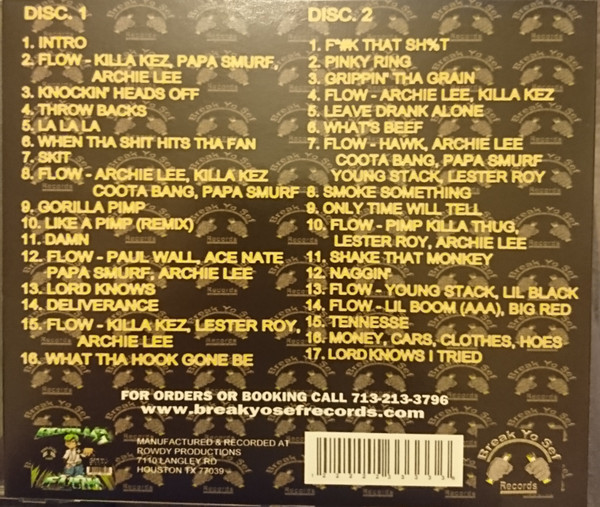 DISC. 1
1. INTRO
2. FLOW - KILLA KEZ, PAPA SMURF,
ARCHIE LEE
3. KNOCKIN' HEADS OFF
4. THROW BACKS
5. LA LA LA
6. WHEN THA SHIT HITS THA FAN
7. SKIT
8. FLOW - ARCHIE LEE, KILLA KEZ
COOTA BANG, PAPA SMURF
9. GORILLA PIMP
10. LIKE A PIMP (REMIX)
11. DAMN
12. FLOW - PAUL WALL, ACE NATE
PAPA SMURF, ARCHIE LEE
13. LORD KNOWS
14. DELIVERANCE
15. FLOW - KILLA KEZ, LESTER ROY,
ARCHIE LEE
16. WHAT THA HOOK GONE BE
DISC. 2
1. F*#K THAT SH%T
2. PINKY RING
3. GRIPPIN' THA GRAIN
4. FLOW - ARCHIE LEE, KILLA KEZ
5. LEAVE DRANK ALONE
6. WHAT'S BEEF
7. FLOW - HAWK, ARCHIE LEE
COOTA BANG, PAPA SMURF
YOUNG STACK, LESTER ROY
8. SMOKE SOMETHING
9. ONLY TIME WILL TELL
10. FLOW - PIMP KILLA THUG,
LESTER ROY, ARCHIE LEE
11. SHAKE THAT MONKEY
12. NAGGIN'
13. FLOW - YOUNG STACK, LIL BLACK
14. FLOW - LIL BOOM (AAA), BIG RED
15. TENNESSE
16. MONEY, CARS, CLOTHES, HOES
17. LORD KNOWS I TRIED
FOR ORDERS OR BOOKING CALL 713-213-3796
www.breakyosefrecords.com
MANUFACTURED & RECORDED AT
ROWDY PRODUCTIONS
7110 LANGLEY RD
HOUSTON TX 77039
Break Yo Sef
Records